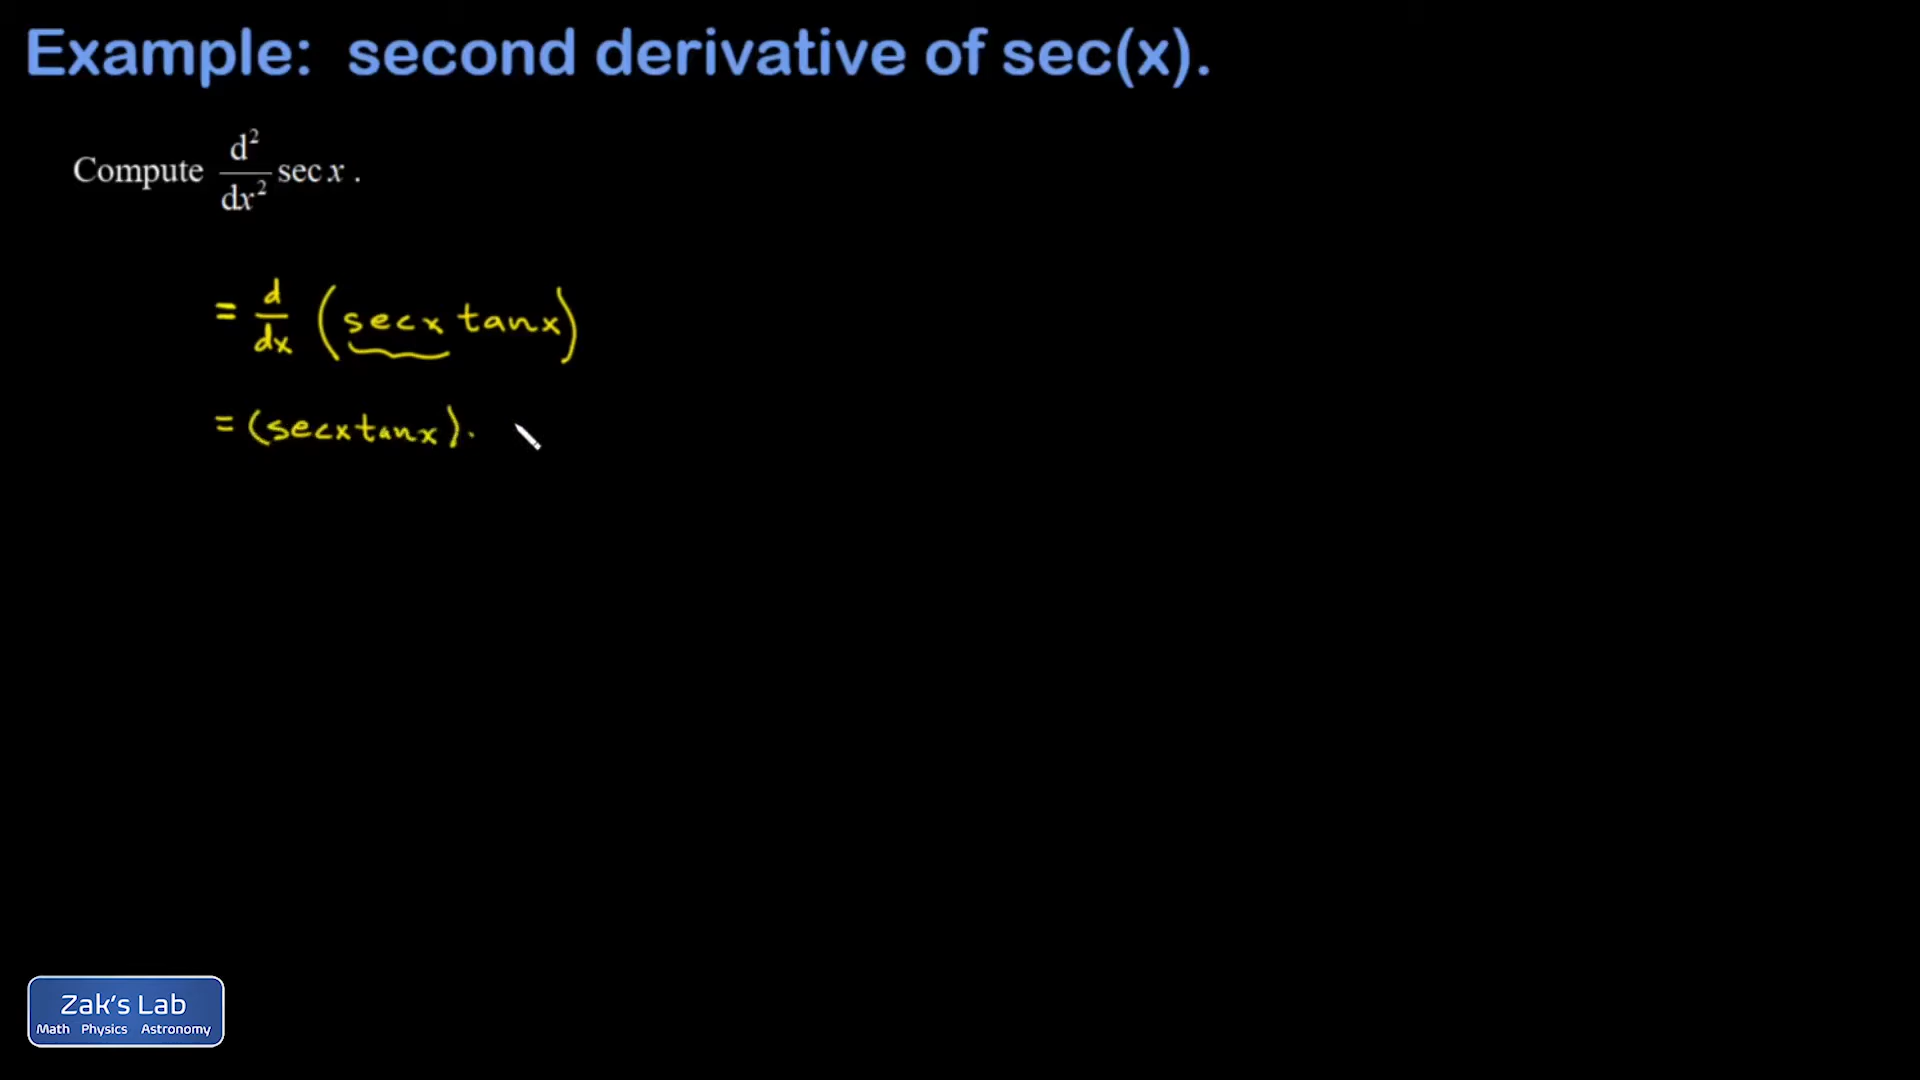 Example: second derivative of sec(x).
Compute d²/dx² sec x .
= d/dx (secx tanx)
= (secxtanx).
Zak's Lab
Math Physics Astronomy